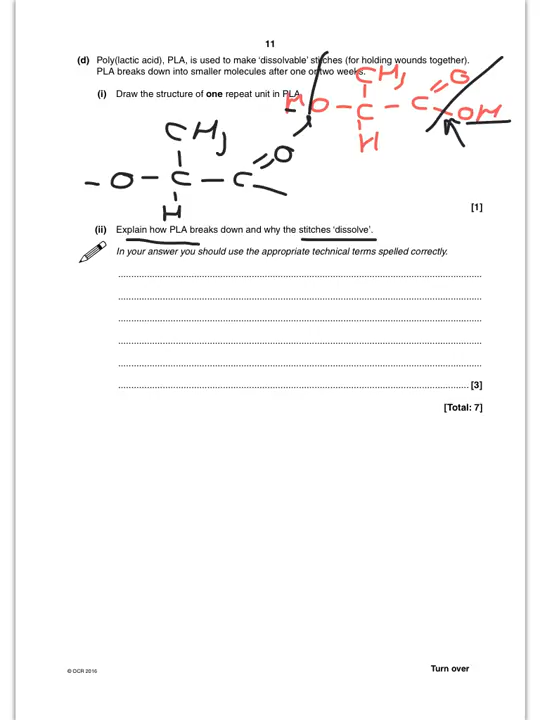 11
(d) Poly(lactic acid), PLA, is used to make 'dissolvable' stitches (for holding wounds together).
PLA breaks down into smaller molecules after one or two weeks.
(i) Draw the structure of one repeat unit in PLA.
CH3 O
HO – C – C – OH
H
CH3 O
– O – C – C –
H
[1]
(ii) Explain how PLA breaks down and why the stitches 'dissolve'.
In your answer you should use the appropriate technical terms spelled correctly.
[3]
[Total: 7]
© OCR 2016
Turn over